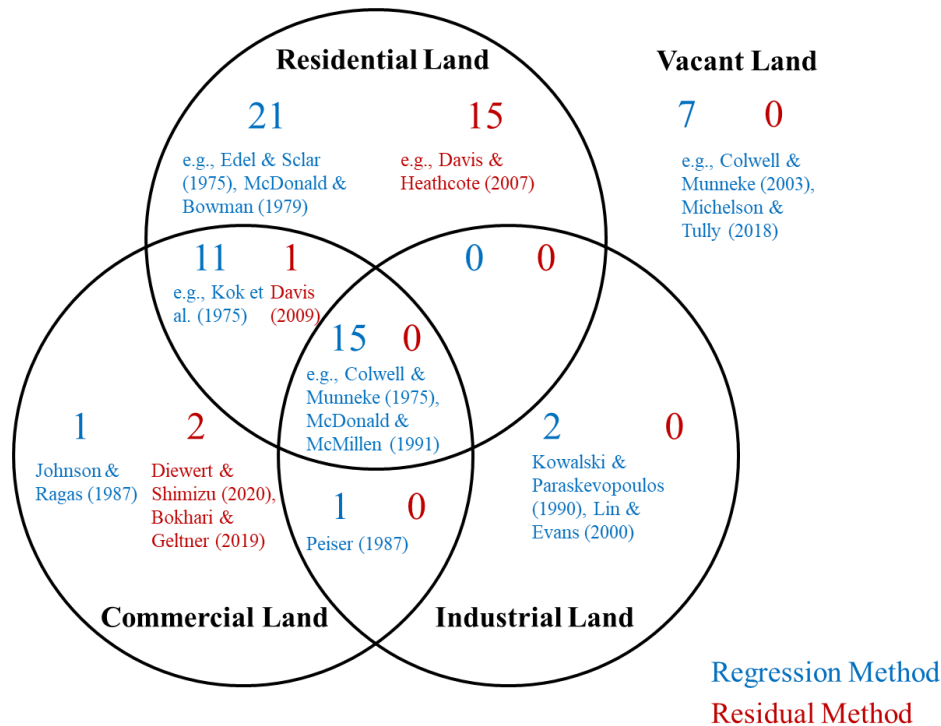 Residential Land
Vacant Land
21
15
e.g., Edel & Sclar
(1975), McDonald &
Bowman (1979)
e.g., Davis &
Heathcote (2007)
7
0
e.g., Colwell &
Munneke (2003),
Michelson &
Tully (2018)
11
1
e.g., Kok et
al. (1975)
Davis
(2009)
0
0
15
0
e.g., Colwell &
Munneke (1975),
McDonald &
McMillen (1991)
1
2
Johnson &
Ragas (1987)
Diewert &
Shimizu (2020),
Bokhari &
Geltner (2019)
2
0
Kowalski &
Paraskevopoulos
(1990), Lin &
Evans (2000)
1
0
Peiser (1987)
Commercial Land
Industrial Land
Regression Method
Residual Method